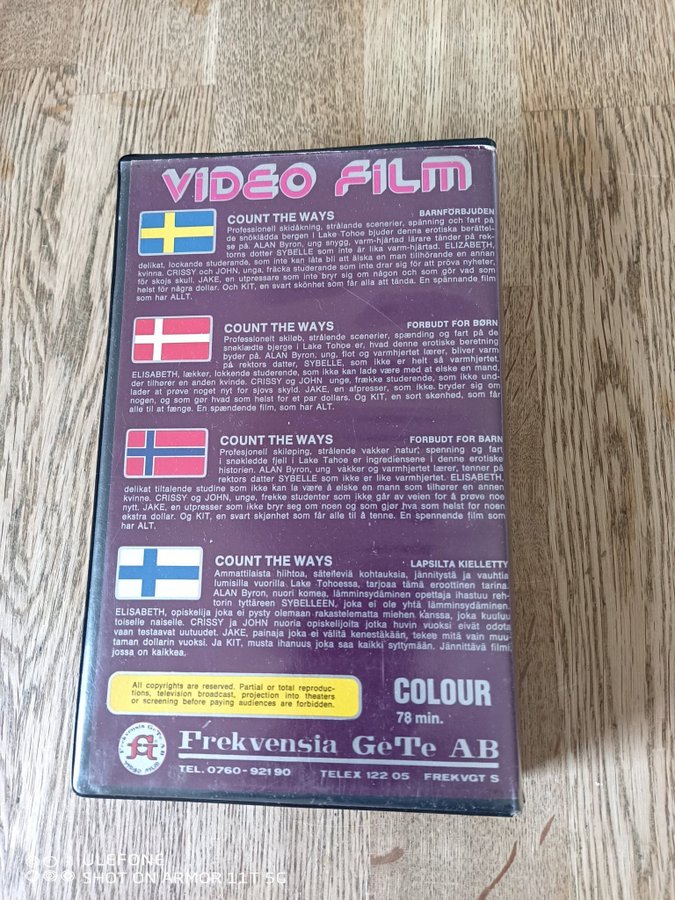 VIDEO FILM
COUNT THE WAYS BARNFÖRBJUDEN
Professionell skidåkning, strålande scenerier, spänning och fart på
de snöklädda bergen i Lake Tohoe bjuder denna erotiska berättel-
se på. ALAN Byron, ung snygg, varm-hjärtad lärare tänder på rek-
torns dotter SYBELLE som inte är lika varm-hjärtad. ELIZABETH,
delikat, lockande studerande, som inte kan låta bli att älska en man tillhörande en annan
kvinna. CRISSY och JOHN, unga, fräcka studerande som inte drar sig för att pröva nyheter,
för skojs skull. JAKE, en utpressare som inte bryr sig om någon och som gör vad som
helst för några dollar. Och KIT, en svart skönhet som får alla att tända. En spännande film
som har ALLT.
COUNT THE WAYS FORBUDT FOR BØRN
Professionelt skiløb, strålende scenerier, spænding og fart på de
sneklædte bjerge i Lake Tohoe er, hvad denne erotiske beretning
byder på. ALAN Byron, ung, flot og varmhjertet lærer, bliver varm
på rektors datter, SYBELLE, som ikke er helt så varmhjertet.
ELISABETH, lækker, lokkende studerende, som ikke kan lade være med at elske en mand,
der tilhører en anden kvinde. CRISSY og JOHN unge, frække studerende som ikke und-
lader at prøve noget nyt for sjovs skyld. JAKE, en afpresser, som ikke bryder sig om
nogen, og som gør hvad som helst for et par dollars. Og KIT, en sort skønhed, som får
alle til at fænge. En spændende film, som har ALT.
COUNT THE WAYS FORBUDT FOR BARN
Profesjonell skiløping, strålende vakker natur, spenning og fart
i snøkledde fjell i Lake Tahoe er ingrediensene i denne erotiske
historien. ALAN Byron, ung vakker og varmhjertet lærer, tenner på
rektors datter SYBELLE som ikke er like varmhjertet. ELISABETH,
delikat tiltalende studine som ikke kan la være å elske en mann som tilhører en annen
kvinne. CRISSY og JOHN, unge, frekke studenter som ikke går av veien for å prøve noe
nytt. JAKE, en utpresser som ikke bryr seg om noen og som gjør hva som helst for noen
ekstra dollar. Og KIT, en svart skjønhet som får alle til å tenne. En spennende film som
har ALT.
COUNT THE WAYS LAPSILTA KIELLETTY
Ammattilaista hiihtoa, säteileviä kohtauksia, jännitystä ja vauhtia
lumisilla vuorilla Lake Tohoessa, tarjoaa tämä eroottinen tarina.
ALAN Byron, nuori komea, lämminsydäminen opettaja ihastuu reh-
torin tyttäreen SYBELLEEN, joka ei ole yhtä lämminsydäminen.
ELISABETH, opiskelija joka ei pysty olemaan rakastelematta miehen kanssa, joka kuuluu
toiselle naiselle. CRISSY ja JOHN nuoria opiskelijoita jotka huvin vuoksi eivät odota
vaan testaavat uutuudet. JAKE, painaja joka ei välitä kenestäkään, tekee mitä vain muu-
taman dollarin vuoksi. Ja KIT, musta ihanuus joka saa kaikki syttymään. Jännittävä filmi
jossa on kaikkea.
All copyrights are reserved. Partial or total reproduc-
tions, television broadcast, projection into theaters
or screening before paying audiences are forbidden.
COLOUR
78 min.
Frekvensia GeTe AB
VIDEO FILM
Frekvensia GeTe AB
TEL. 0760-921 90 TELEX 122 05 FREKVGT S
ULEFONE
SHOT ON ARMOR 11T 5G